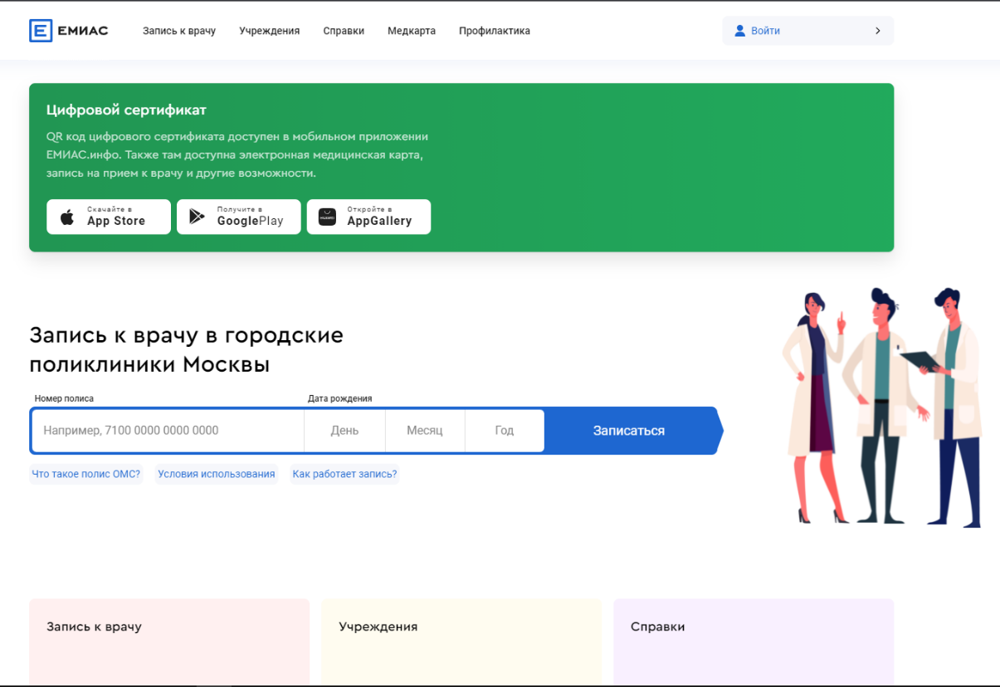 ЕМИАС
Запись к врачу
Учреждения
Справки
Медкарта
Профилактика
Войти
Цифровой сертификат
QR код цифрового сертификата доступен в мобильном приложении
ЕМИАС.инфо. Также там доступна электронная медицинская карта,
запись на прием к врачу и другие возможности.
Скачайте в
App Store
Получите в
GooglePlay
Откройте в
AppGallery
Запись к врачу в городские
поликлиники Москвы
Номер полиса
Дата рождения
Например, 7100 0000 0000 0000
День
Месяц
Год
Записаться
Что такое полис ОМС?
Условия использования
Как работает запись?
Запись к врачу
Учреждения
Справки